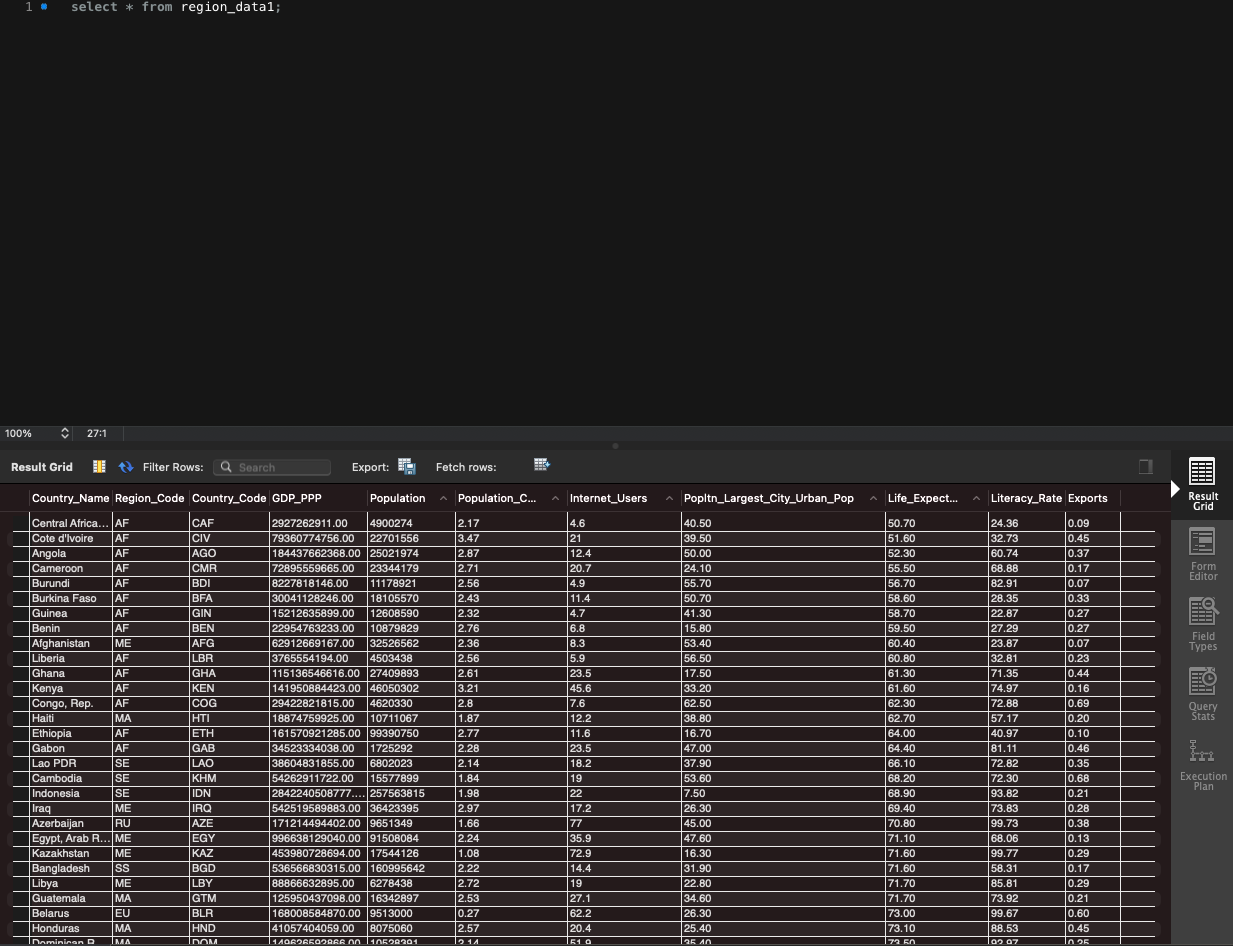 1 select * from region_data1;
100% 27:1
Result Grid Filter Rows: Search Export: Fetch rows:
Country_Name Region_Code Country_Code GDP_PPP Population Population_C... Internet_Users Popltn_Largest_City_Urban_Pop Life_Expect... Literacy_Rate Exports
Central Africa... AF CAF 2927262911.00 4900274 2.17 4.6 40.50 50.70 24.36 0.09
Cote d'Ivoire AF CIV 79360774756.00 22701556 3.47 21 39.50 51.60 32.73 0.45
Angola AF AGO 184437662368.00 25021974 2.87 12.4 50.00 52.30 60.74 0.37
Cameroon AF CMR 72895559665.00 23344179 2.71 20.7 24.10 55.50 68.88 0.17
Burundi AF BDI 8227818146.00 11178921 2.56 4.9 55.70 56.70 82.91 0.07
Burkina Faso AF BFA 30041128246.00 18105570 2.43 11.4 50.70 58.60 28.35 0.33
Guinea AF GIN 15212635899.00 12608590 2.32 4.7 41.30 58.70 22.87 0.27
Benin AF BEN 22954763233.00 10879829 2.76 6.8 15.80 59.50 27.29 0.27
Afghanistan ME AFG 62912669167.00 32526562 2.36 8.3 53.40 60.40 23.87 0.07
Liberia AF LBR 3765554194.00 4503438 2.56 5.9 56.50 60.80 32.81 0.23
Ghana AF GHA 115136546616.00 27409893 2.61 23.5 17.50 61.30 71.35 0.44
Kenya AF KEN 141950884423.00 46050302 3.21 45.6 33.20 61.60 74.97 0.16
Congo, Rep. AF COG 29422821815.00 4620330 2.8 7.6 62.50 62.30 72.88 0.69
Haiti MA HTI 18874759925.00 10711067 1.87 12.2 38.80 62.70 57.17 0.20
Ethiopia AF ETH 161570921285.00 99390750 2.77 11.6 16.70 64.00 40.97 0.10
Gabon AF GAB 34523334038.00 1725292 2.28 23.5 47.00 64.40 81.11 0.46
Lao PDR SE LAO 38604831855.00 6802023 2.14 18.2 37.90 66.10 72.82 0.35
Cambodia SE KHM 54262911722.00 15577899 1.84 19 53.60 68.20 72.30 0.68
Indonesia SE IDN 2842240508777.... 257563815 1.98 22 7.50 68.90 93.82 0.21
Iraq ME IRQ 542519589883.00 36423395 2.97 17.2 26.30 69.40 73.83 0.28
Azerbaijan RU AZE 171214494402.00 9651349 1.66 77 45.00 70.80 99.73 0.38
Egypt, Arab R... ME EGY 996638129040.00 91508084 2.24 35.9 47.60 71.10 68.06 0.13
Kazakhstan ME KAZ 453980728694.00 17544126 1.08 72.9 16.30 71.60 99.77 0.29
Bangladesh SS BGD 536566830315.00 160995642 2.22 14.4 31.90 71.60 58.31 0.17
Libya ME LBY 88866632895.00 6278438 2.72 19 22.80 71.70 85.81 0.29
Guatemala MA GTM 125950437098.00 16342897 2.53 27.1 34.60 71.70 73.92 0.21
Belarus EU BLR 168008584870.00 9513000 0.27 62.2 26.30 73.00 99.67 0.60
Honduras MA HND 41057404059.00 8075060 2.57 20.4 25.40 73.10 88.53 0.45
Dominican R... MA DOM 149626592866.00 10528391 2.14 51.9 35.40 73.50 92.97 0.25
Result
Grid
Form
Editor
Field
Types
Query
Stats
Execution
Plan